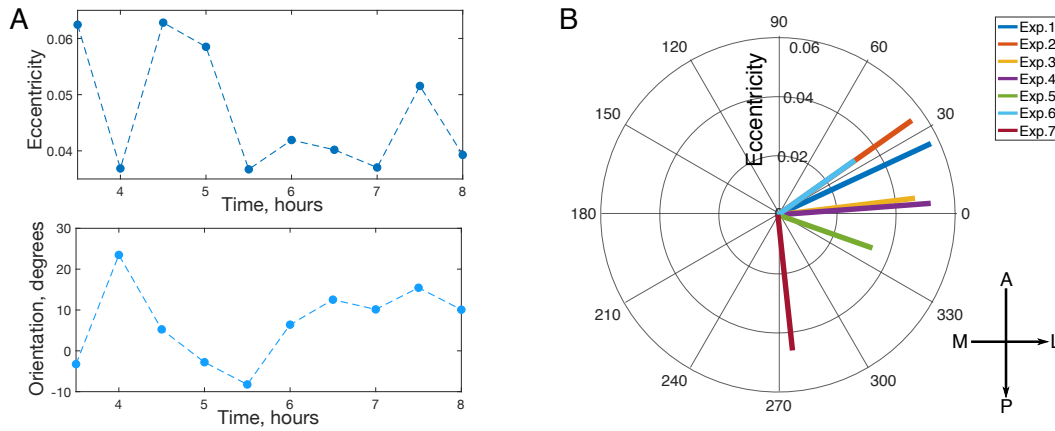 A
Eccentricity
0.06
0.05
0.04
4
5
6
7
8
Time, hours
Orientation, degrees
30
20
10
0
-10
4
5
6
7
8
Time, hours
B
90
60
30
0
330
300
270
240
210
180
150
120
0.06
0.04
0.02
Eccentricity
Exp.1
Exp.2
Exp.3
Exp.4
Exp.5
Exp.6
Exp.7
A
M
L
P